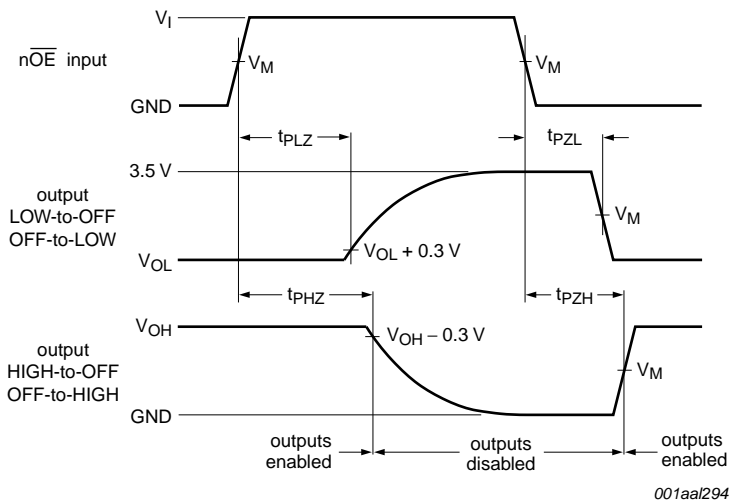 V_I
n\overline{OE} input
V_M
V_M
GND
t_PLZ
t_PZL
3.5 V
output
LOW-to-OFF
OFF-to-LOW
V_M
V_OL + 0.3 V
V_OL
t_PHZ
t_PZH
V_OH
V_OH − 0.3 V
output
HIGH-to-OFF
OFF-to-HIGH
V_M
GND
outputs
enabled
outputs
disabled
outputs
enabled
001aal294